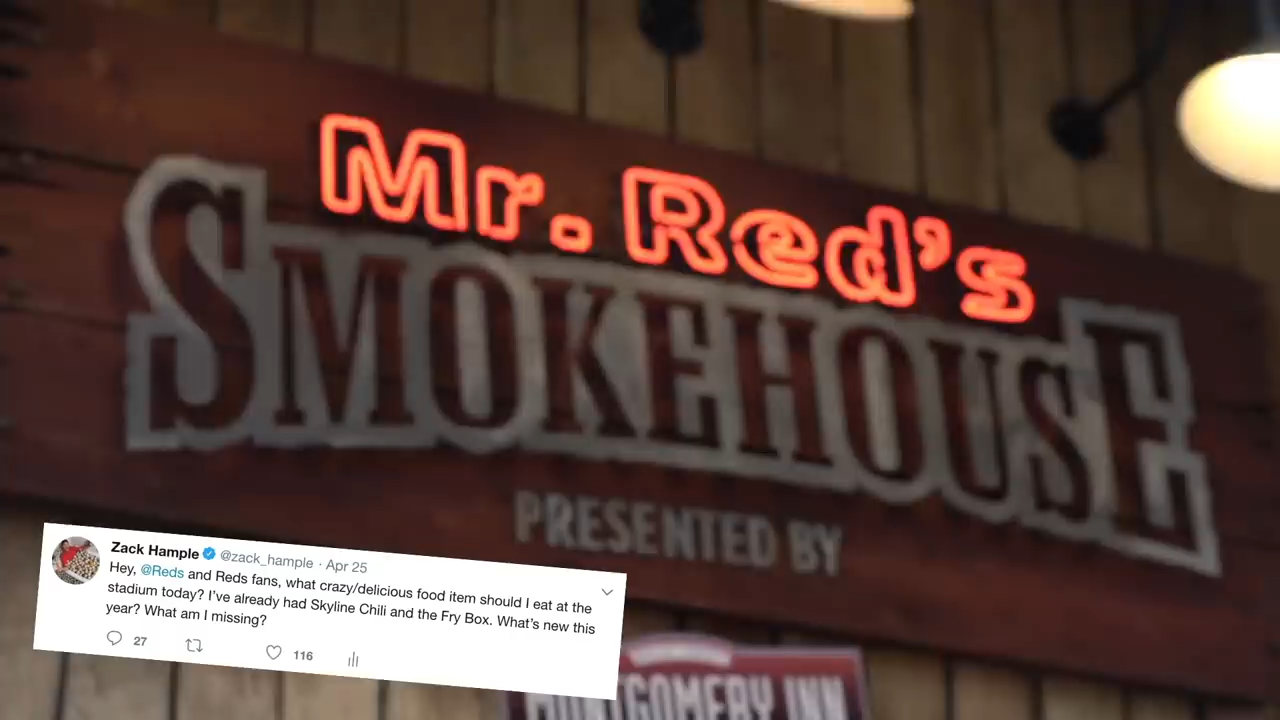 Mr. Red's
SMOKEHOUSE
PRESENTED BY
MONTGOMERY INN
Zack Hample @zack_hample · Apr 25
Hey, @Reds and Reds fans, what crazy/delicious food item should I eat at the
stadium today? I've already had Skyline Chili and the Fry Box. What's new this
year? What am I missing?
27 116